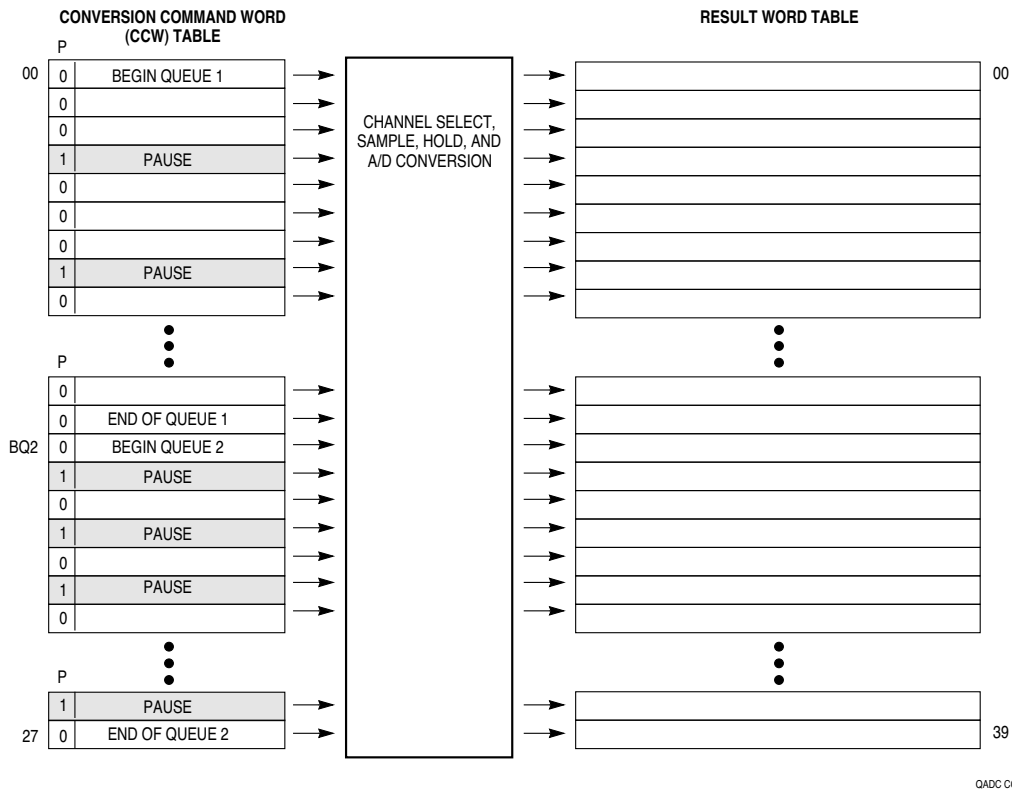 CONVERSION COMMAND WORD
(CCW) TABLE
RESULT WORD TABLE
P
00 0 BEGIN QUEUE 1 00
0
0
1 PAUSE
0
0
0
1 PAUSE
0
CHANNEL SELECT,
SAMPLE, HOLD, AND
A/D CONVERSION
P
0
0 END OF QUEUE 1
BQ2 0 BEGIN QUEUE 2
1 PAUSE
0
1 PAUSE
0
1 PAUSE
0
P
1 PAUSE
27 0 END OF QUEUE 2 39
QADC